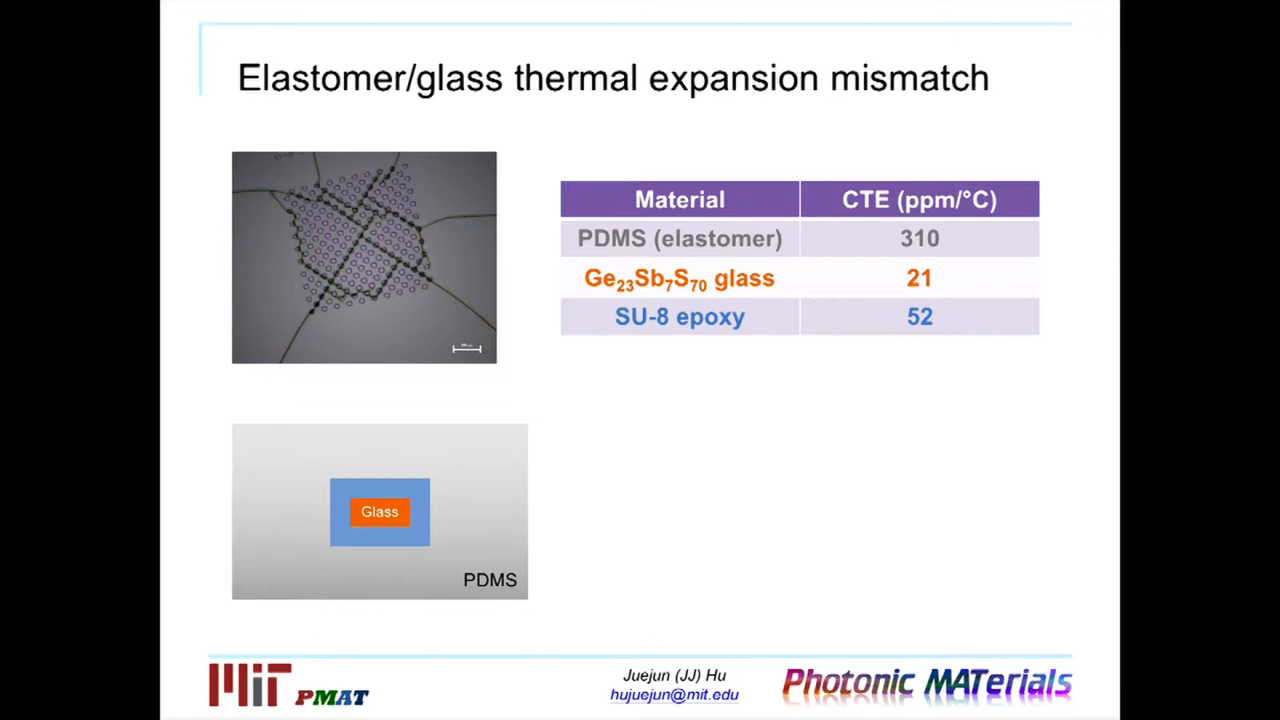 Elastomer/glass thermal expansion mismatch
Material CTE (ppm/°C)
PDMS (elastomer) 310
Ge₂₃Sb₇S₇₀ glass 21
SU-8 epoxy 52
Glass
PDMS
MIT PMAT
Juejun (JJ) Hu
hujuejun@mit.edu
Photonic MATerials